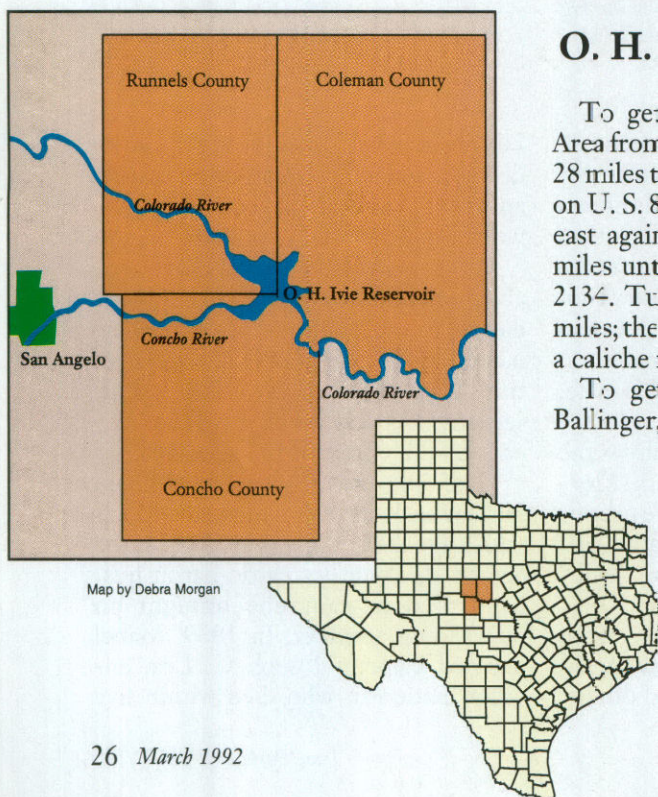 Runnels County
Coleman County
Colorado River
O. H. Ivie Reservoir
Concho River
San Angelo
Colorado River
Concho County
Map by Debra Morgan
26 March 1992
O. H.
To get
Area from
28 miles t
on U. S. 8
east again
miles unt
2134. Tu
miles; the
a caliche
To get
Ballinger,